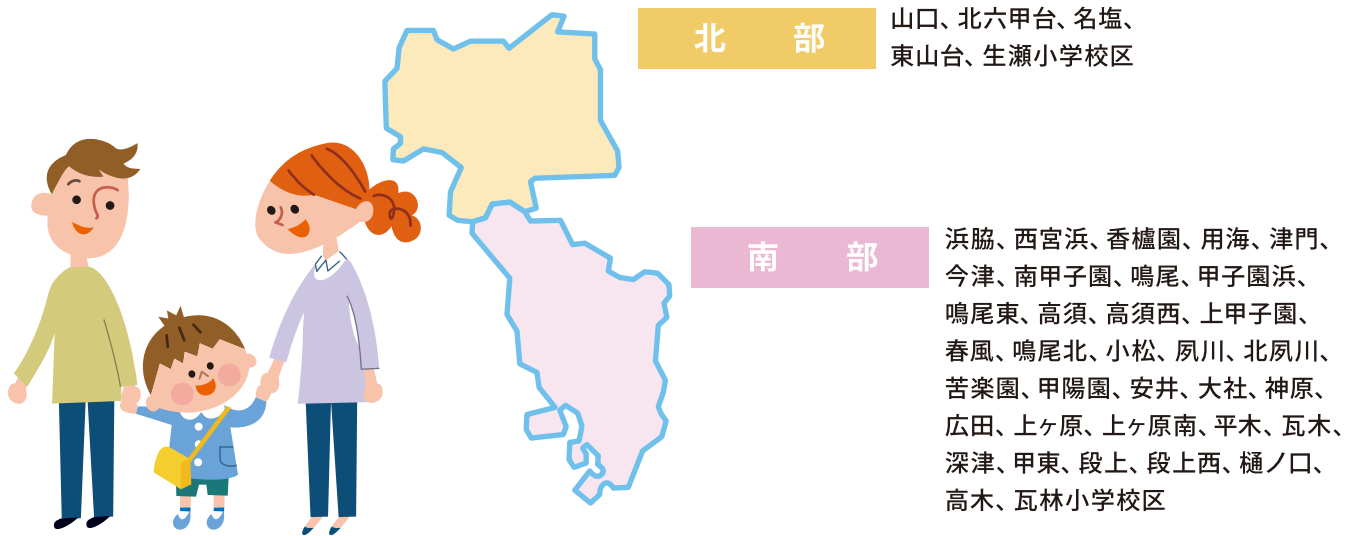 北　部
山口、北六甲台、名塩、
東山台、生瀬小学校区
南　部
浜脇、西宮浜、香櫨園、用海、津門、
今津、南甲子園、鳴尾、甲子園浜、
鳴尾東、高須、高須西、上甲子園、
春風、鳴尾北、小松、夙川、北夙川、
苦楽園、甲陽園、安井、大社、神原、
広田、上ヶ原、上ヶ原南、平木、瓦木、
深津、甲東、段上、段上西、樋ノ口、
高木、瓦林小学校区